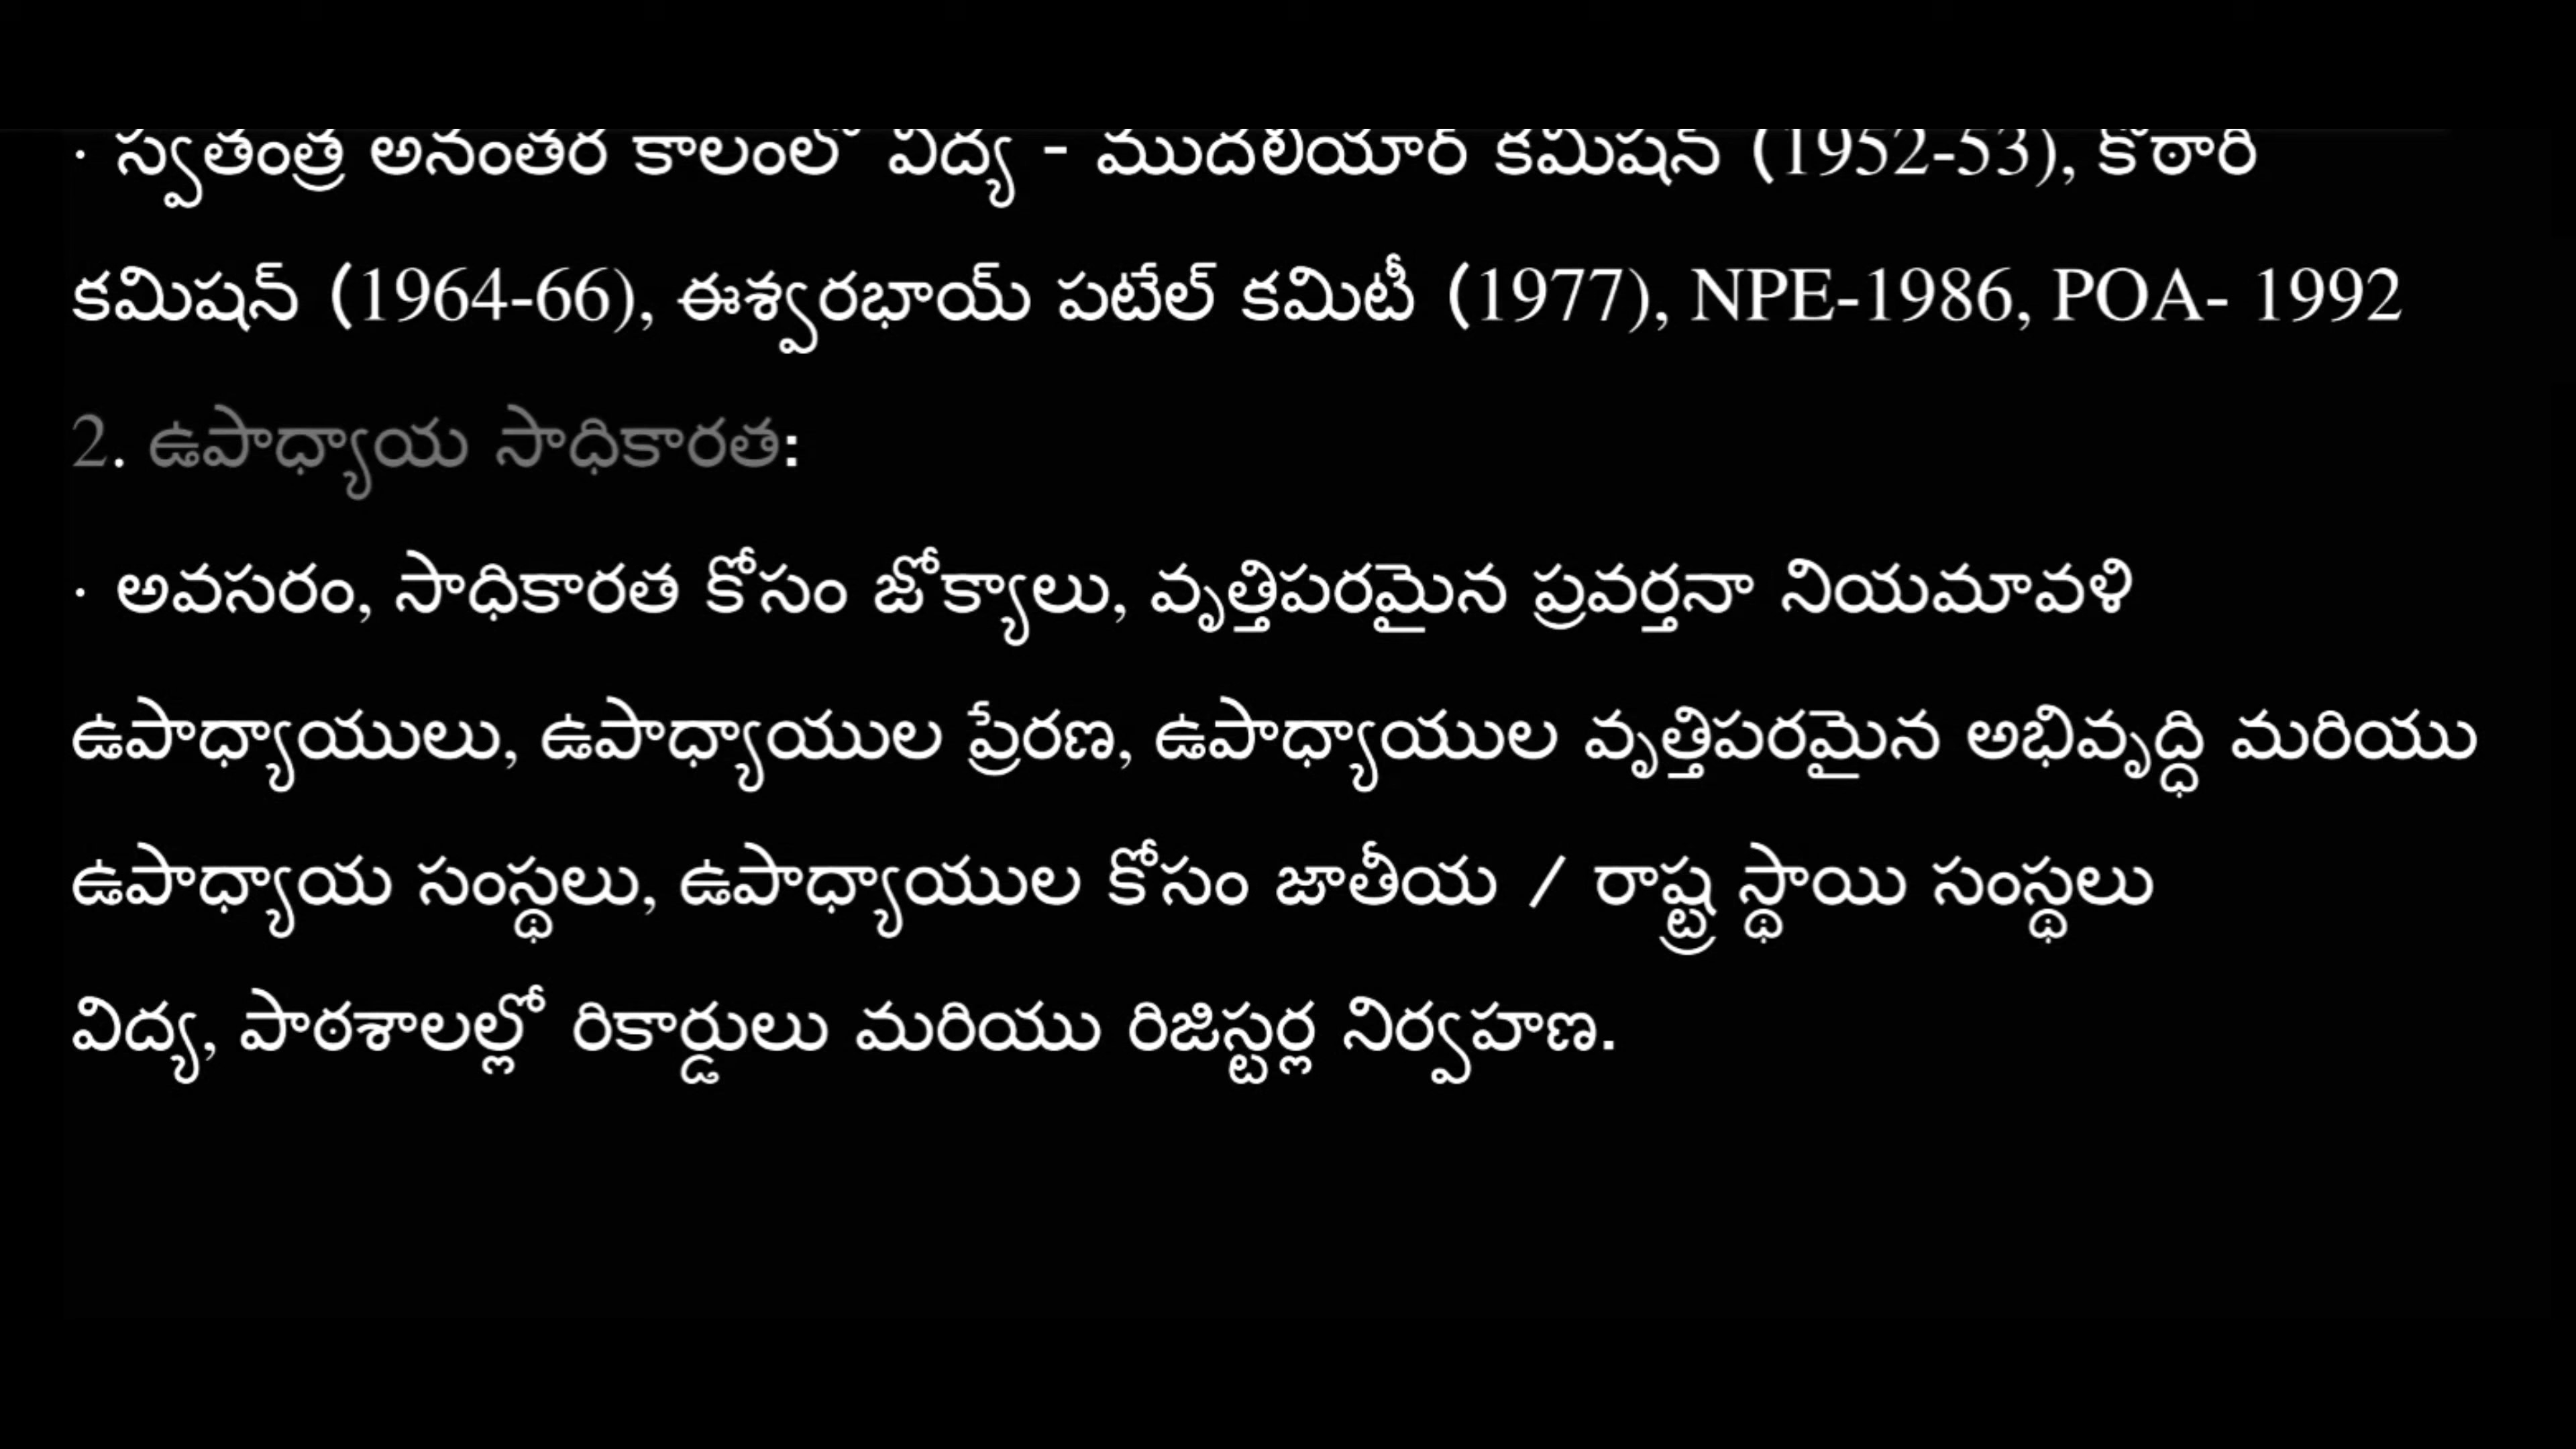 · స్వతంత్ర అనంతర కాలంలో విద్య - ముదలియార్ కమిషన్ (1952-53), కొఠారి
కమిషన్ (1964-66), ఈశ్వరభాయ్ పటేల్ కమిటీ (1977), NPE-1986, POA- 1992
2. ఉపాధ్యాయ సాధికారత:
· అవసరం, సాధికారత కోసం జోక్యాలు, వృత్తిపరమైన ప్రవర్తనా నియమావళి
ఉపాధ్యాయులు, ఉపాధ్యాయుల ప్రేరణ, ఉపాధ్యాయుల వృత్తిపరమైన అభివృద్ధి మరియు
ఉపాధ్యాయ సంస్థలు, ఉపాధ్యాయుల కోసం జాతీయ / రాష్ట్ర స్థాయి సంస్థలు
విద్య, పాఠశాలల్లో రికార్డులు మరియు రిజిస్టర్ల నిర్వహణ.